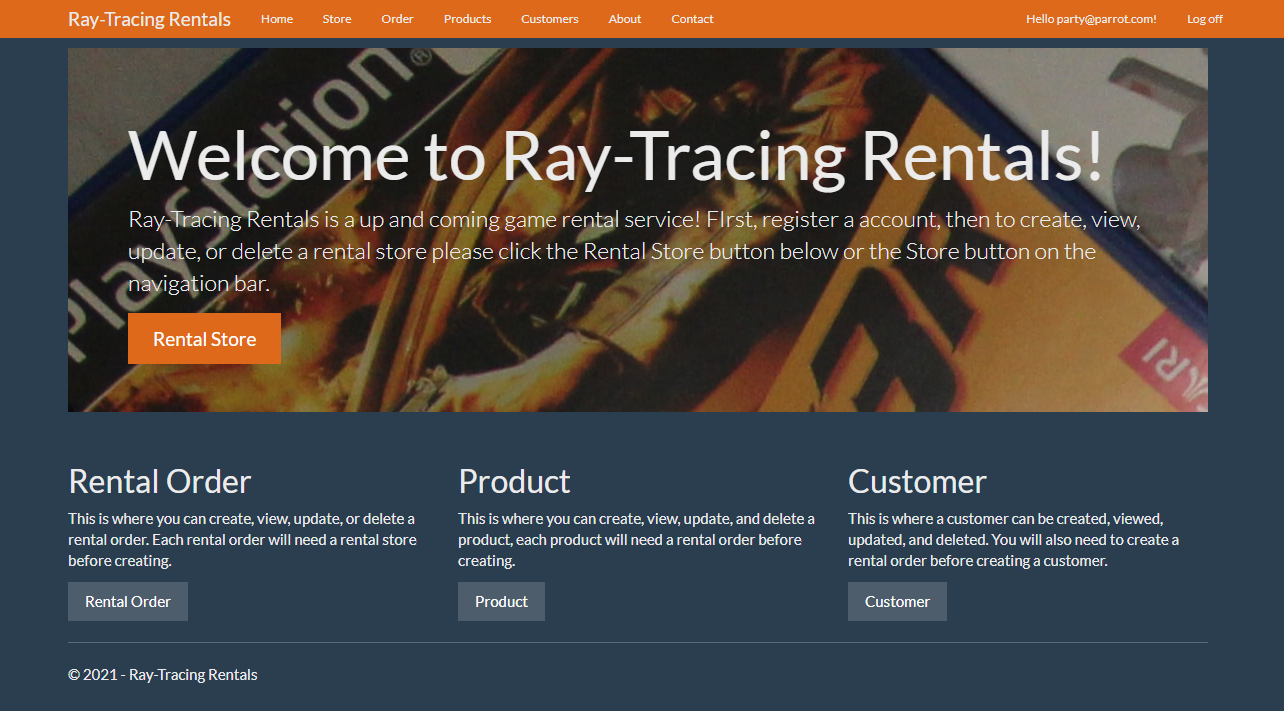 Ray-Tracing Rentals Home Store Order Products Customers About Contact Hello party@parrot.com! Log off
PlayStation®
Welcome to Ray-Tracing Rentals!
Ray-Tracing Rentals is a up and coming game rental service! FIrst, register a account, then to create, view,
update, or delete a rental store please click the Rental Store button below or the Store button on the
navigation bar.
Rental Store
Rental Order
This is where you can create, view, update, or delete a
rental order. Each rental order will need a rental store
before creating.
Rental Order
Product
This is where you can create, view, update, and delete a
product, each product will need a rental order before
creating.
Product
Customer
This is where a customer can be created, viewed,
updated, and deleted. You will also need to create a
rental order before creating a customer.
Customer
© 2021 - Ray-Tracing Rentals